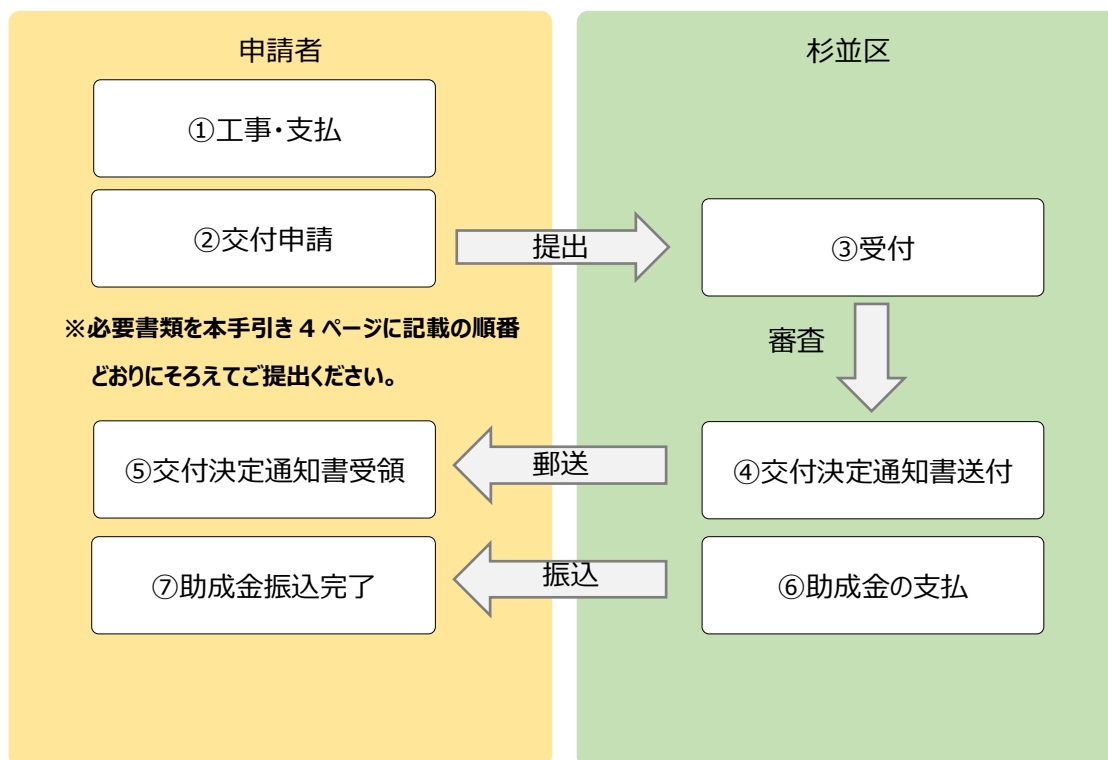 申請者
①工事・支払
②交付申請
※必要書類を本手引き4ページに記載の順番
どおりにそろえてご提出ください。
⑤交付決定通知書受領
⑦助成金振込完了
提出
郵送
振込
杉並区
③受付
審査
④交付決定通知書送付
⑥助成金の支払